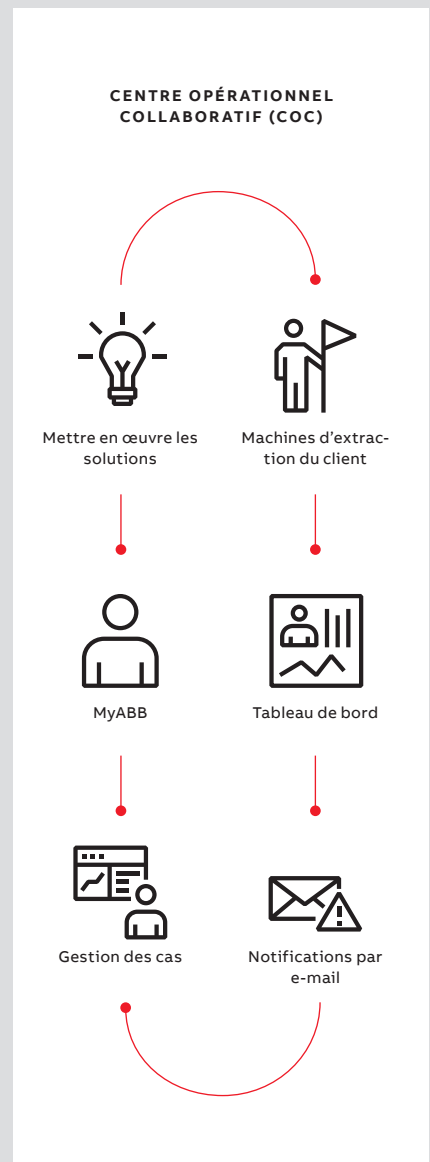 CENTRE OPÉRATIONNEL
COLLABORATIF (COC)
Mettre en œuvre les
solutions
Machines d’extrac-
tion du client
MyABB
Tableau de bord
Gestion des cas
Notifications par
e-mail